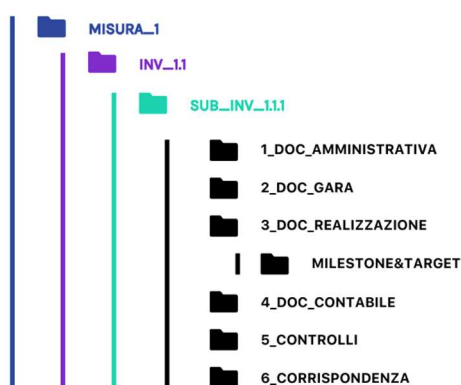 MISURA_1
INV_1.1
SUB_INV_1.1.1
1_DOC_AMMINISTRATIVA
2_DOC_GARA
3_DOC_REALIZZAZIONE
MILESTONE&TARGET
4_DOC_CONTABILE
5_CONTROLLI
6_CORRISPONDENZA